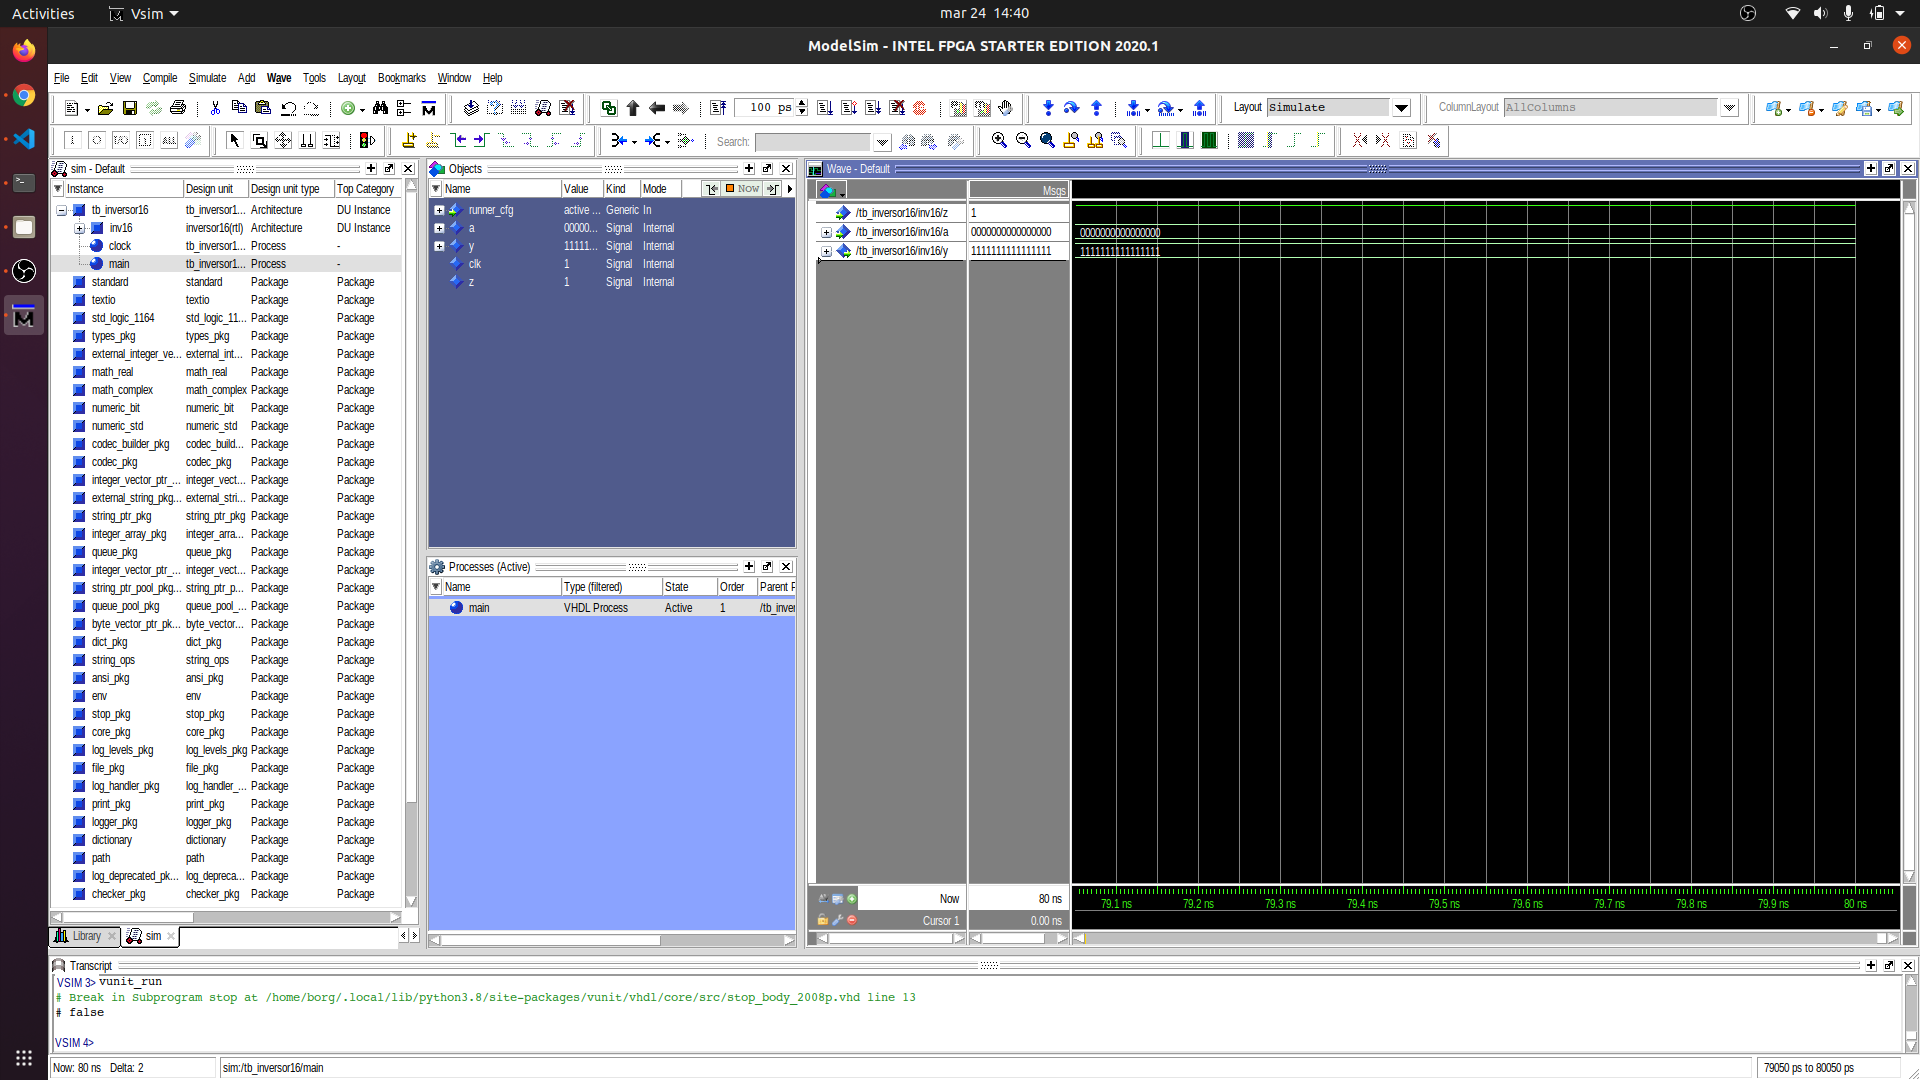 Activities
Vsim
mar 24 14:40
ModelSim - INTEL FPGA STARTER EDITION 2020.1
File Edit View Compile Simulate Add Wave Tools Layout Bookmarks Window Help
100 ps
Layout Simulate
ColumnLayout AllColumns
Search:
sim - Default
Instance Design unit Design unit type Top Category
tb_inversor16 tb_inversor1... Architecture DU Instance
inv16 inversor16(rtl) Architecture DU Instance
clock tb_inversor1... Process -
main tb_inversor1... Process -
standard standard Package Package
textio textio Package Package
std_logic_1164 std_logic_11... Package Package
types_pkg types_pkg Package Package
external_integer_ve... external_int... Package Package
math_real math_real Package Package
math_complex math_complex Package Package
numeric_bit numeric_bit Package Package
numeric_std numeric_std Package Package
codec_builder_pkg codec_build... Package Package
codec_pkg codec_pkg Package Package
integer_vector_ptr_... integer_vect... Package Package
external_string_pkg... external_stri... Package Package
string_ptr_pkg string_ptr_pkg Package Package
integer_array_pkg integer_arra... Package Package
queue_pkg queue_pkg Package Package
integer_vector_ptr_... integer_vect... Package Package
string_ptr_pool_pkg... string_ptr_p... Package Package
queue_pool_pkg queue_pool_... Package Package
byte_vector_ptr_pk... byte_vector... Package Package
dict_pkg dict_pkg Package Package
string_ops string_ops Package Package
ansi_pkg ansi_pkg Package Package
env env Package Package
stop_pkg stop_pkg Package Package
core_pkg core_pkg Package Package
log_levels_pkg log_levels_pkg Package Package
file_pkg file_pkg Package Package
log_handler_pkg log_handler_... Package Package
print_pkg print_pkg Package Package
logger_pkg logger_pkg Package Package
dictionary dictionary Package Package
path path Package Package
log_deprecated_pk... log_depreca... Package Package
checker_pkg checker_pkg Package Package
Library sim
Objects
Name Value Kind Mode Now
runner_cfg active ... Generic In
a 00000... Signal Internal
y 11111... Signal Internal
clk 1 Signal Internal
z 1 Signal Internal
Processes (Active)
Name Type (filtered) State Order Parent P
main VHDL Process Active 1 /tb_inver
Wave - Default
Msgs
/tb_inversor16/inv16/z 1
/tb_inversor16/inv16/a 0000000000000000 0000000000000000
/tb_inversor16/inv16/y 1111111111111111 1111111111111111
Now 80 ns
79.1 ns 79.2 ns 79.3 ns 79.4 ns 79.5 ns 79.6 ns 79.7 ns 79.8 ns 79.9 ns 80 ns
Cursor 1 0.00 ns
Transcript
VSIM 3> vunit_run
# Break in Subprogram stop at /home/borg/.local/lib/python3.8/site-packages/vunit/vhdl/core/src/stop_body_2008p.vhd line 13
# false
VSIM 4>
Now: 80 ns Delta: 2
sim:/tb_inversor16/main
79050 ps to 80050 ps